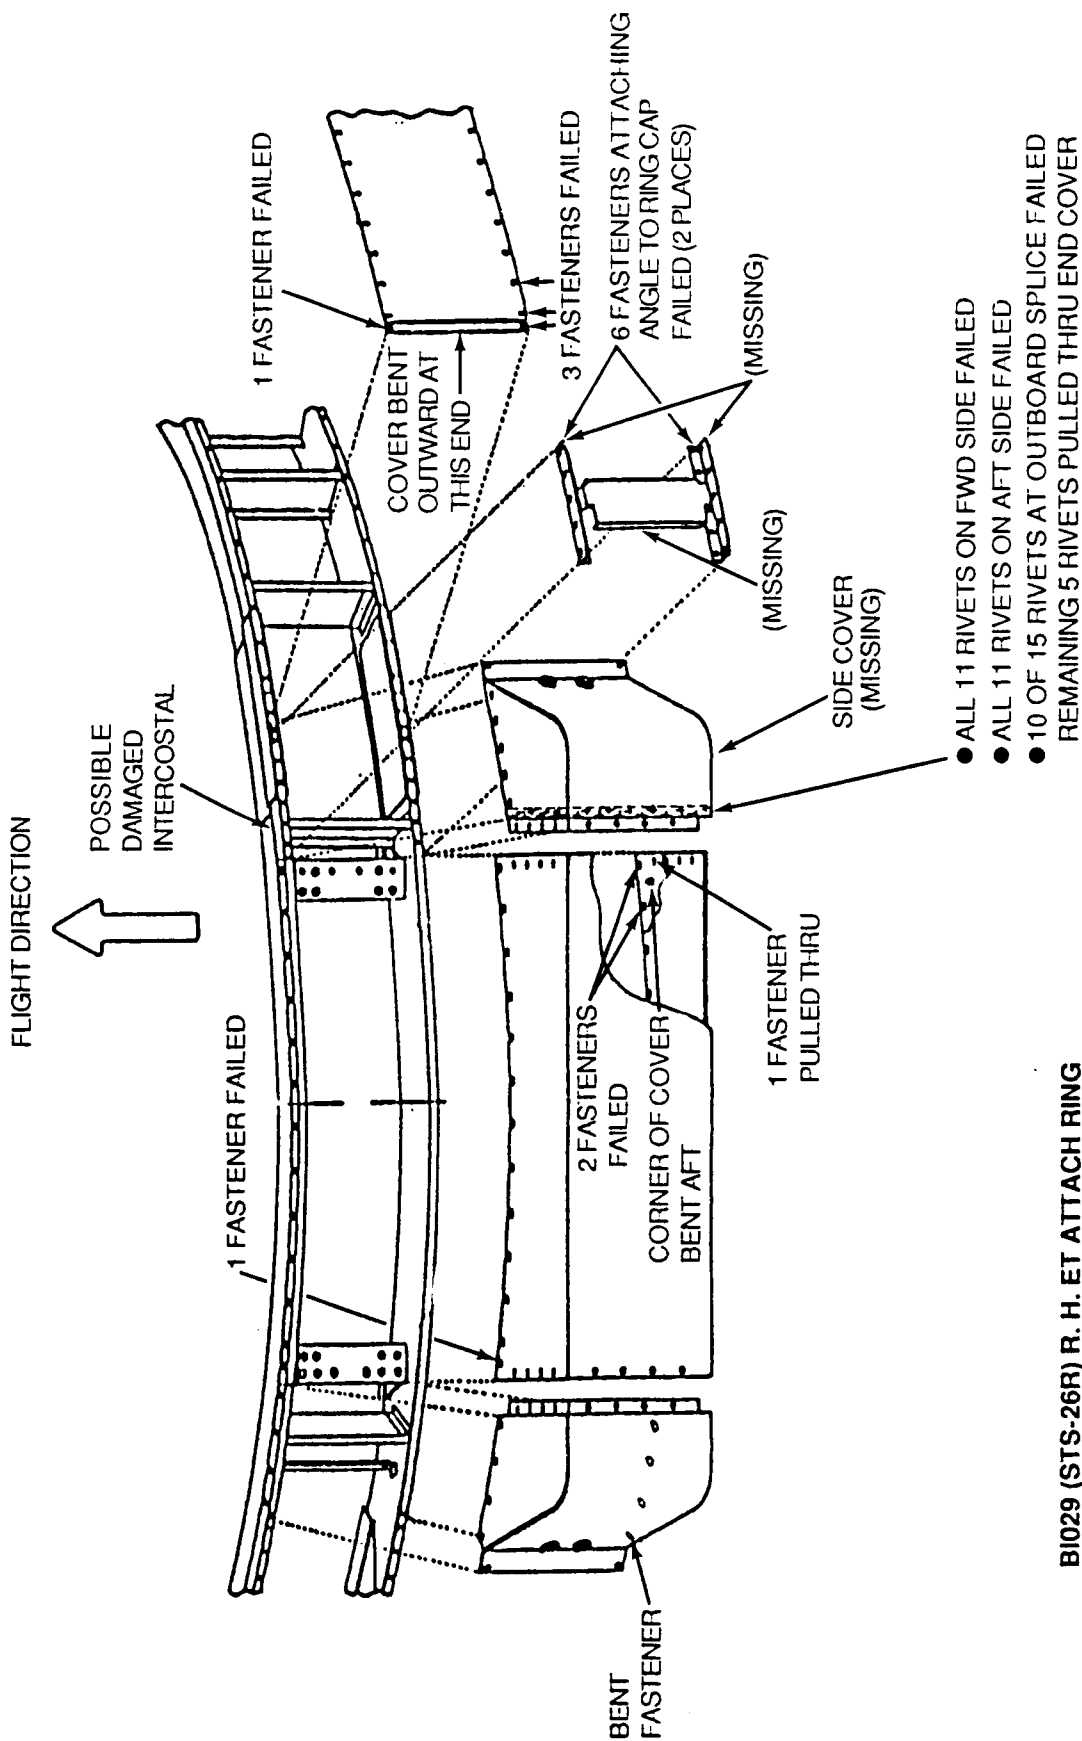 FLIGHT DIRECTION
POSSIBLE
DAMAGED
INTERCOSTAL
1 FASTENER FAILED
1 FASTENER FAILED
COVER BENT
OUTWARD AT
THIS END
3 FASTENERS FAILED
6 FASTENERS ATTACHING
ANGLE TO RING CAP
FAILED (2 PLACES)
(MISSING)
(MISSING)
SIDE COVER
(MISSING)
2 FASTENERS
FAILED
CORNER OF COVER
BENT AFT
1 FASTENER
PULLED THRU
BENT
FASTENER
● ALL 11 RIVETS ON FWD SIDE FAILED
● ALL 11 RIVETS ON AFT SIDE FAILED
● 10 OF 15 RIVETS AT OUTBOARD SPLICE FAILED
REMAINING 5 RIVETS PULLED THRU END COVER
BI029 (STS-26R) R. H. ET ATTACH RING